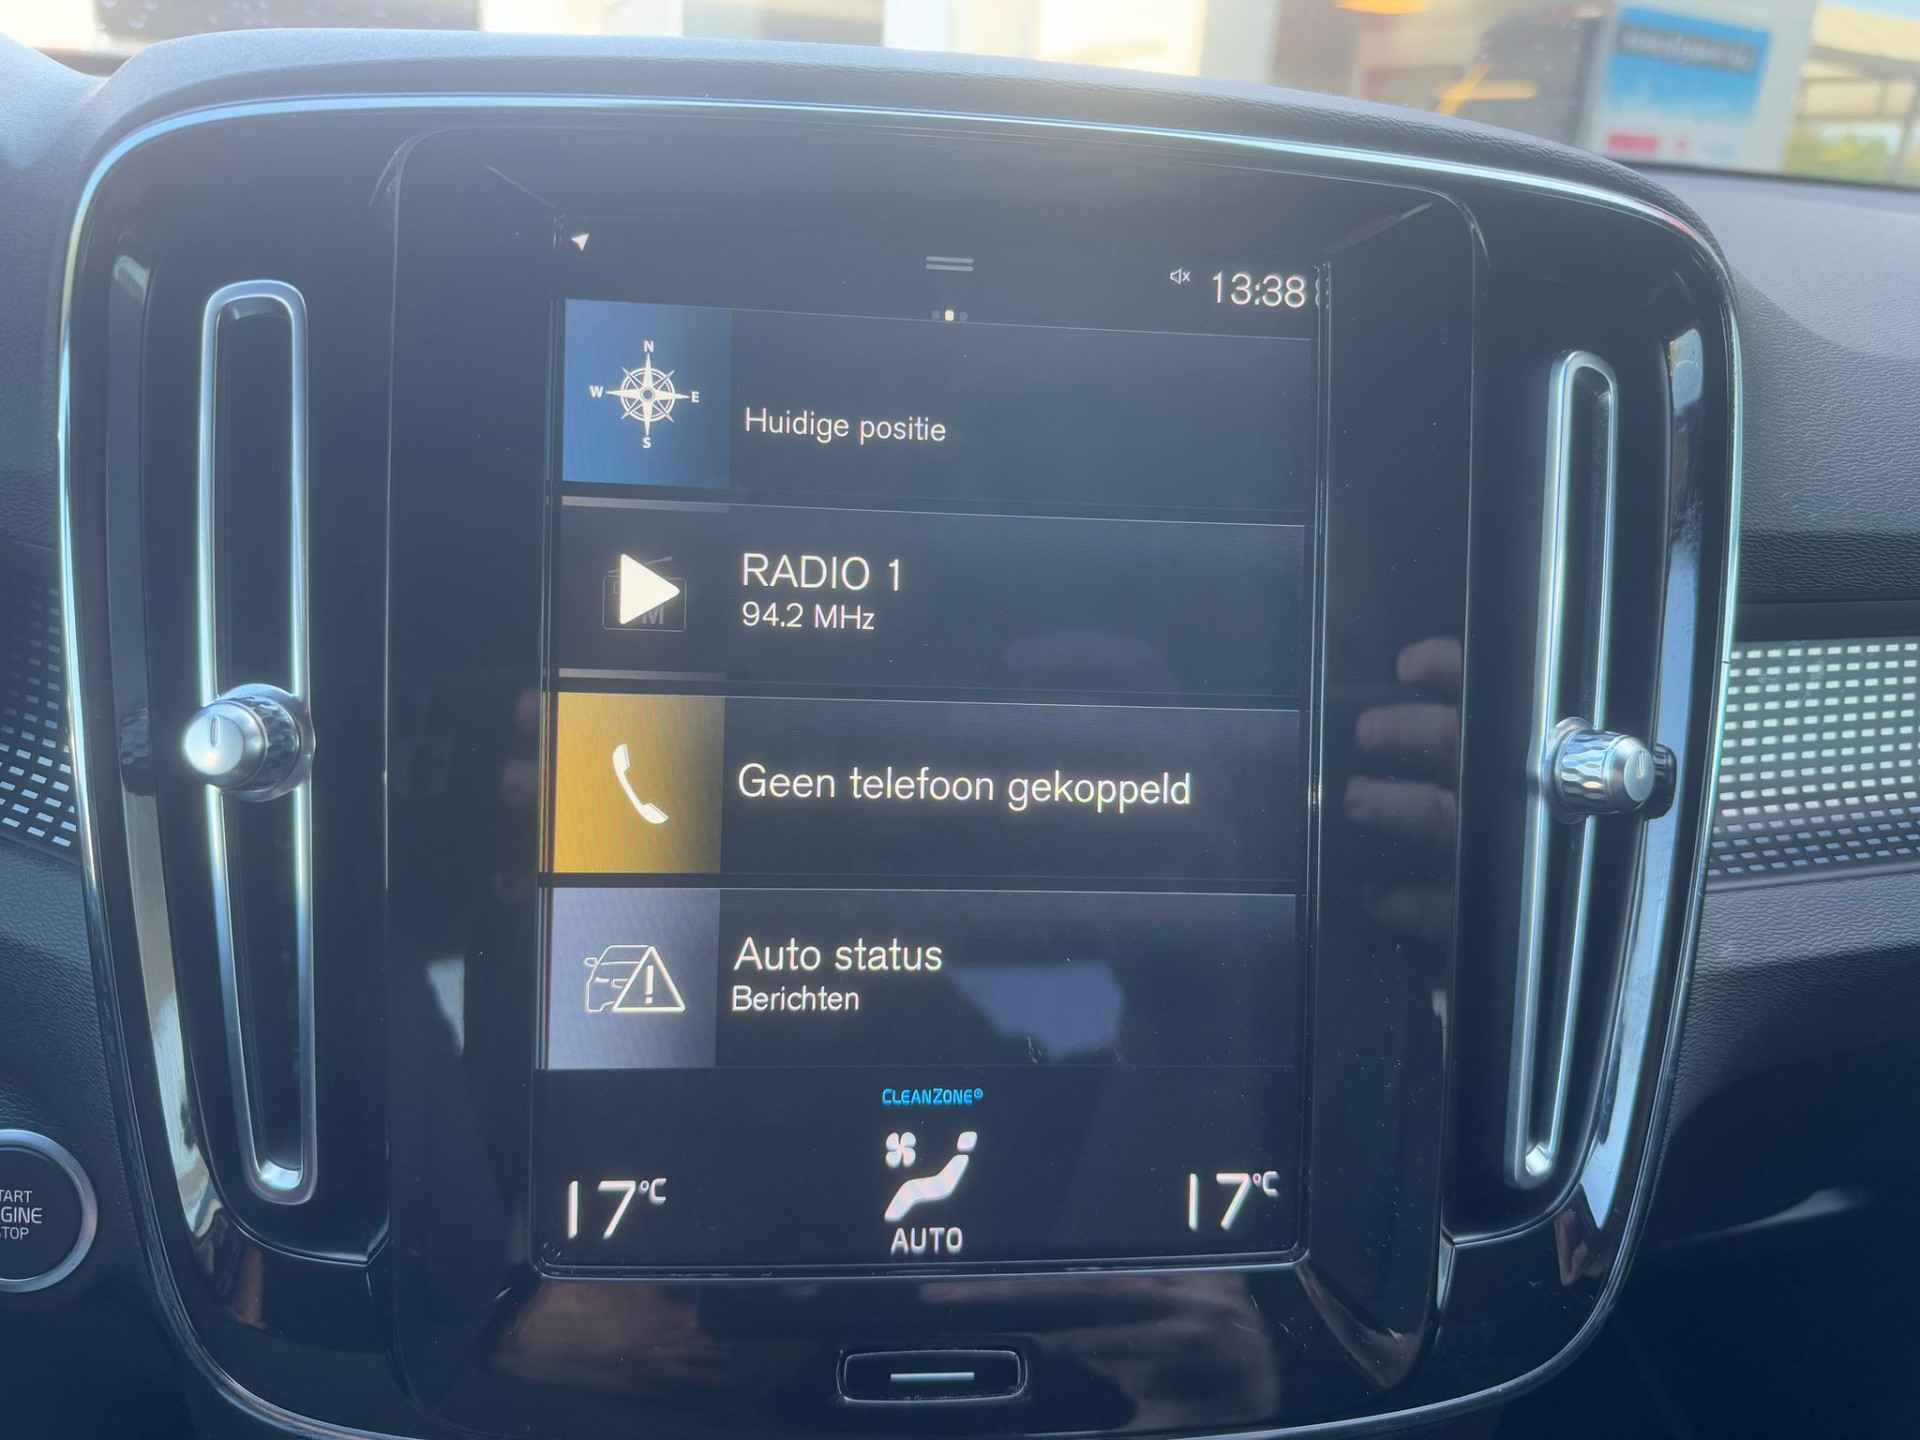 13:38
N
W E
S
Huidige positie
RADIO 1
94.2 MHz
Geen telefoon gekoppeld
Auto status
Berichten
CLEANZONE®
17°C
17°C
AUTO